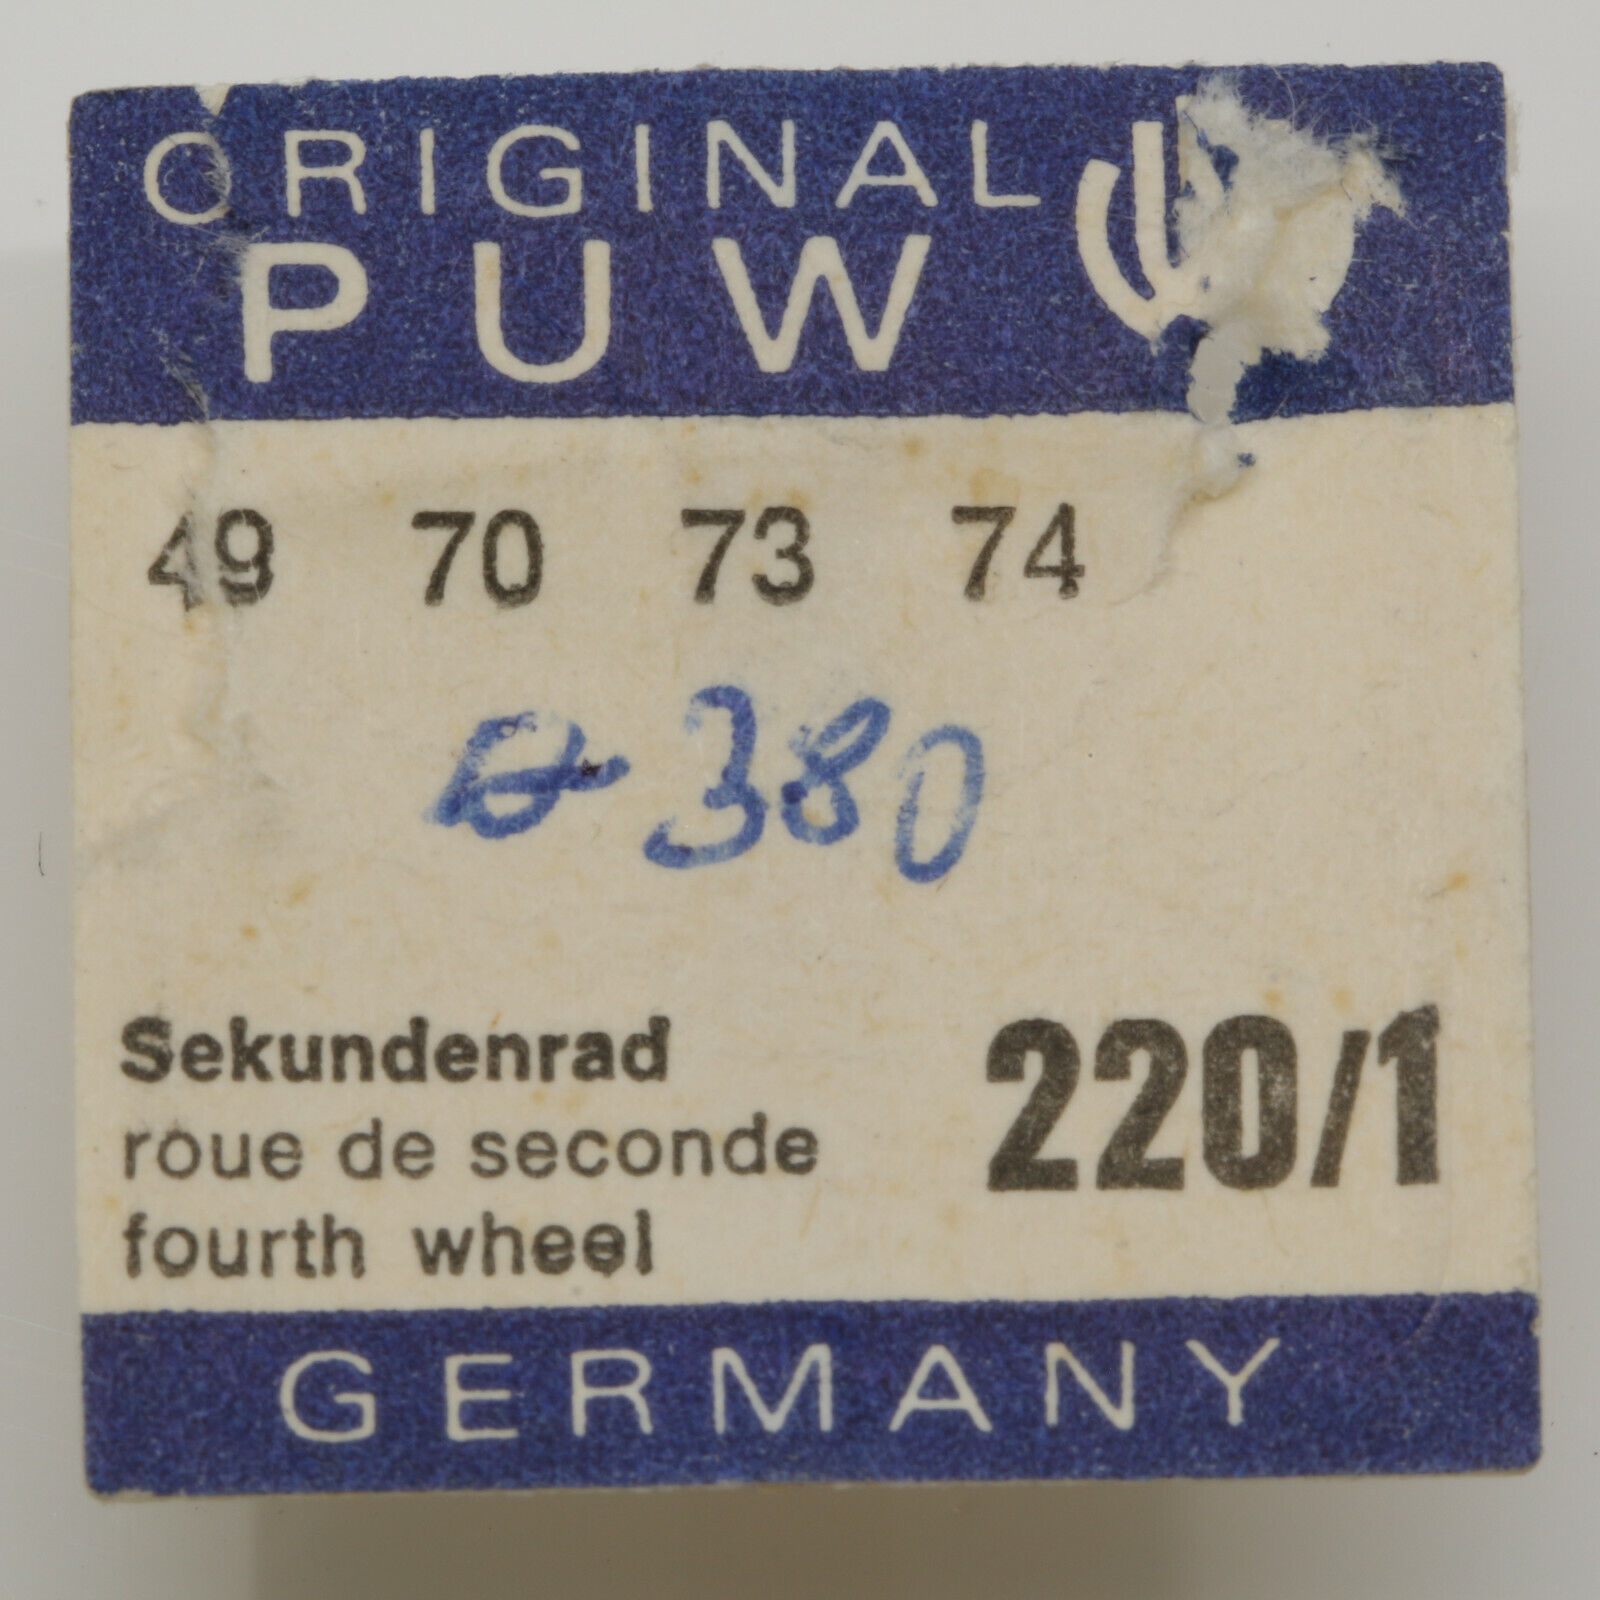 ORIGINAL
PUW
49 70 73 74
380
Sekundenrad
roue de seconde
fourth wheel
220/1
GERMANY